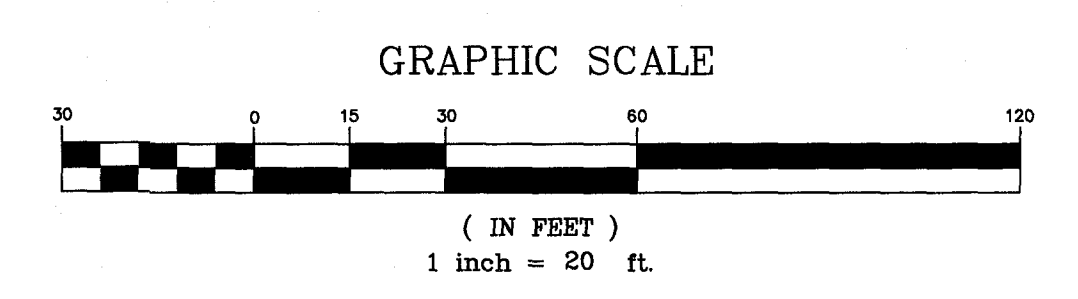 GRAPHIC SCALE
30 0 15 30 60 120
( IN FEET )
1 inch = 20 ft.